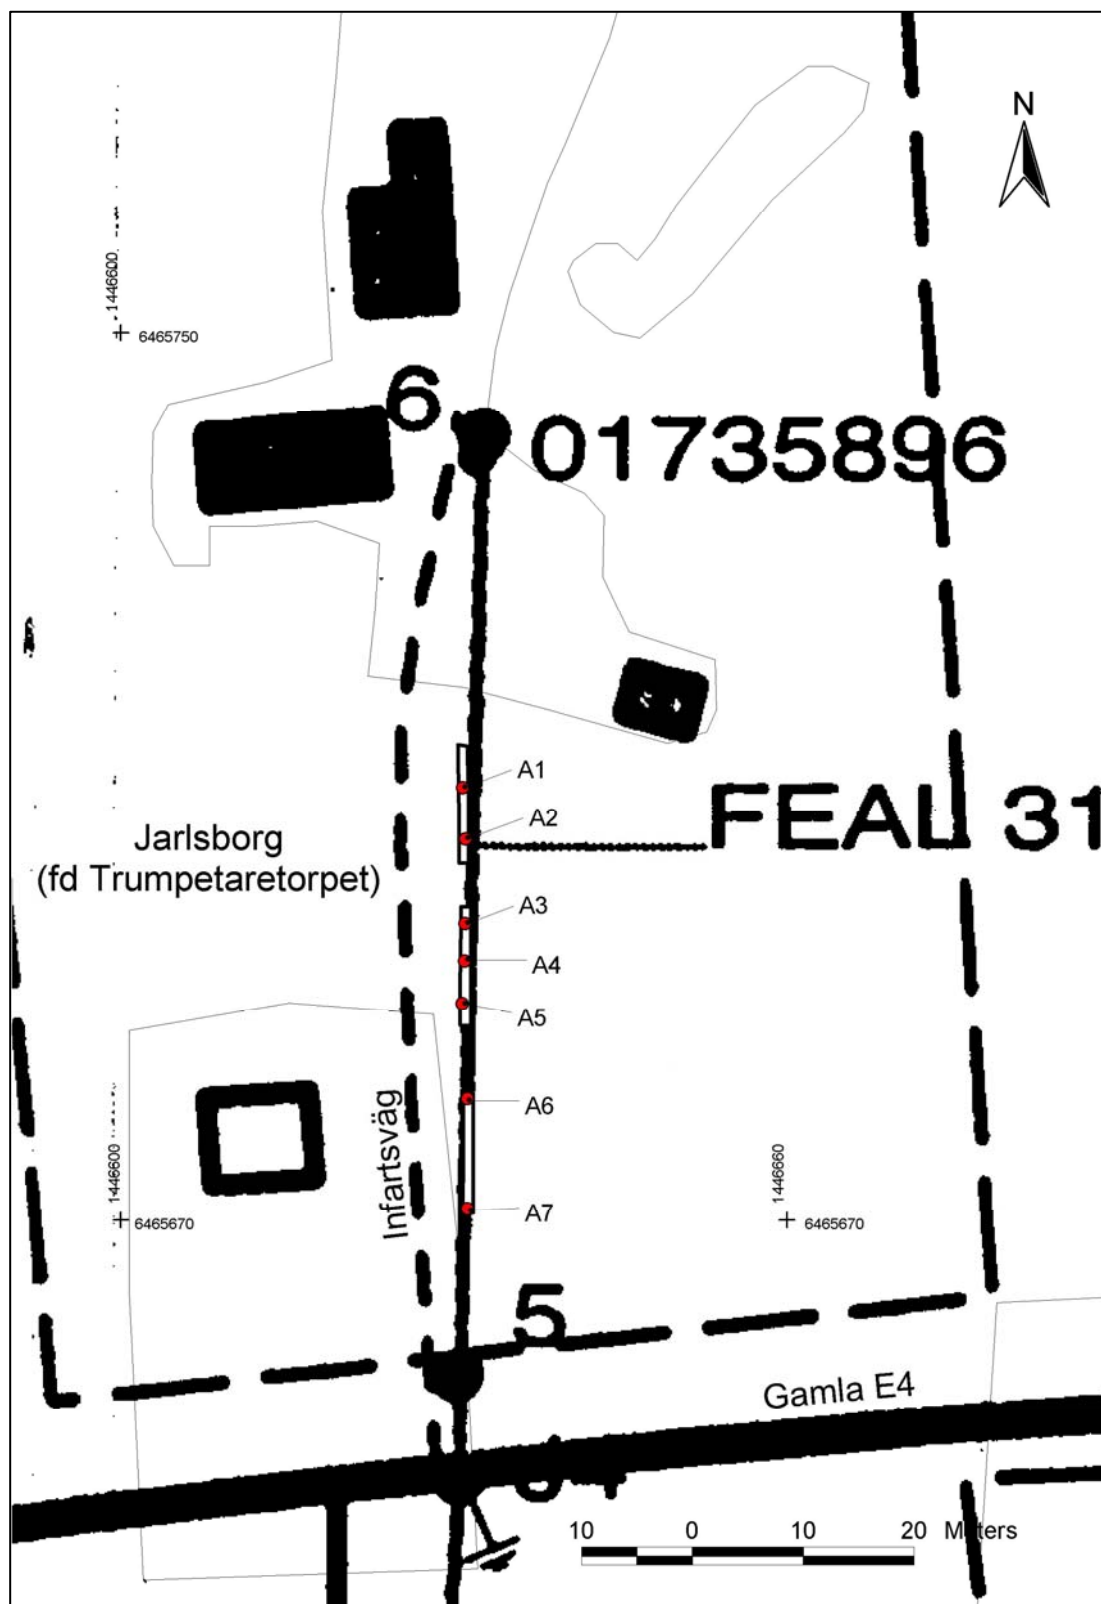 N
1446600
6465750
6
01735896
A1
A2
FEAL 31
Jarlsborg
(fd Trumpetaretorpet)
A3
A4
A5
A6
Infartsväg
1446600
6465670
1446660
6465670
A7
5
Gamla E4
10 0 10 20 Meters